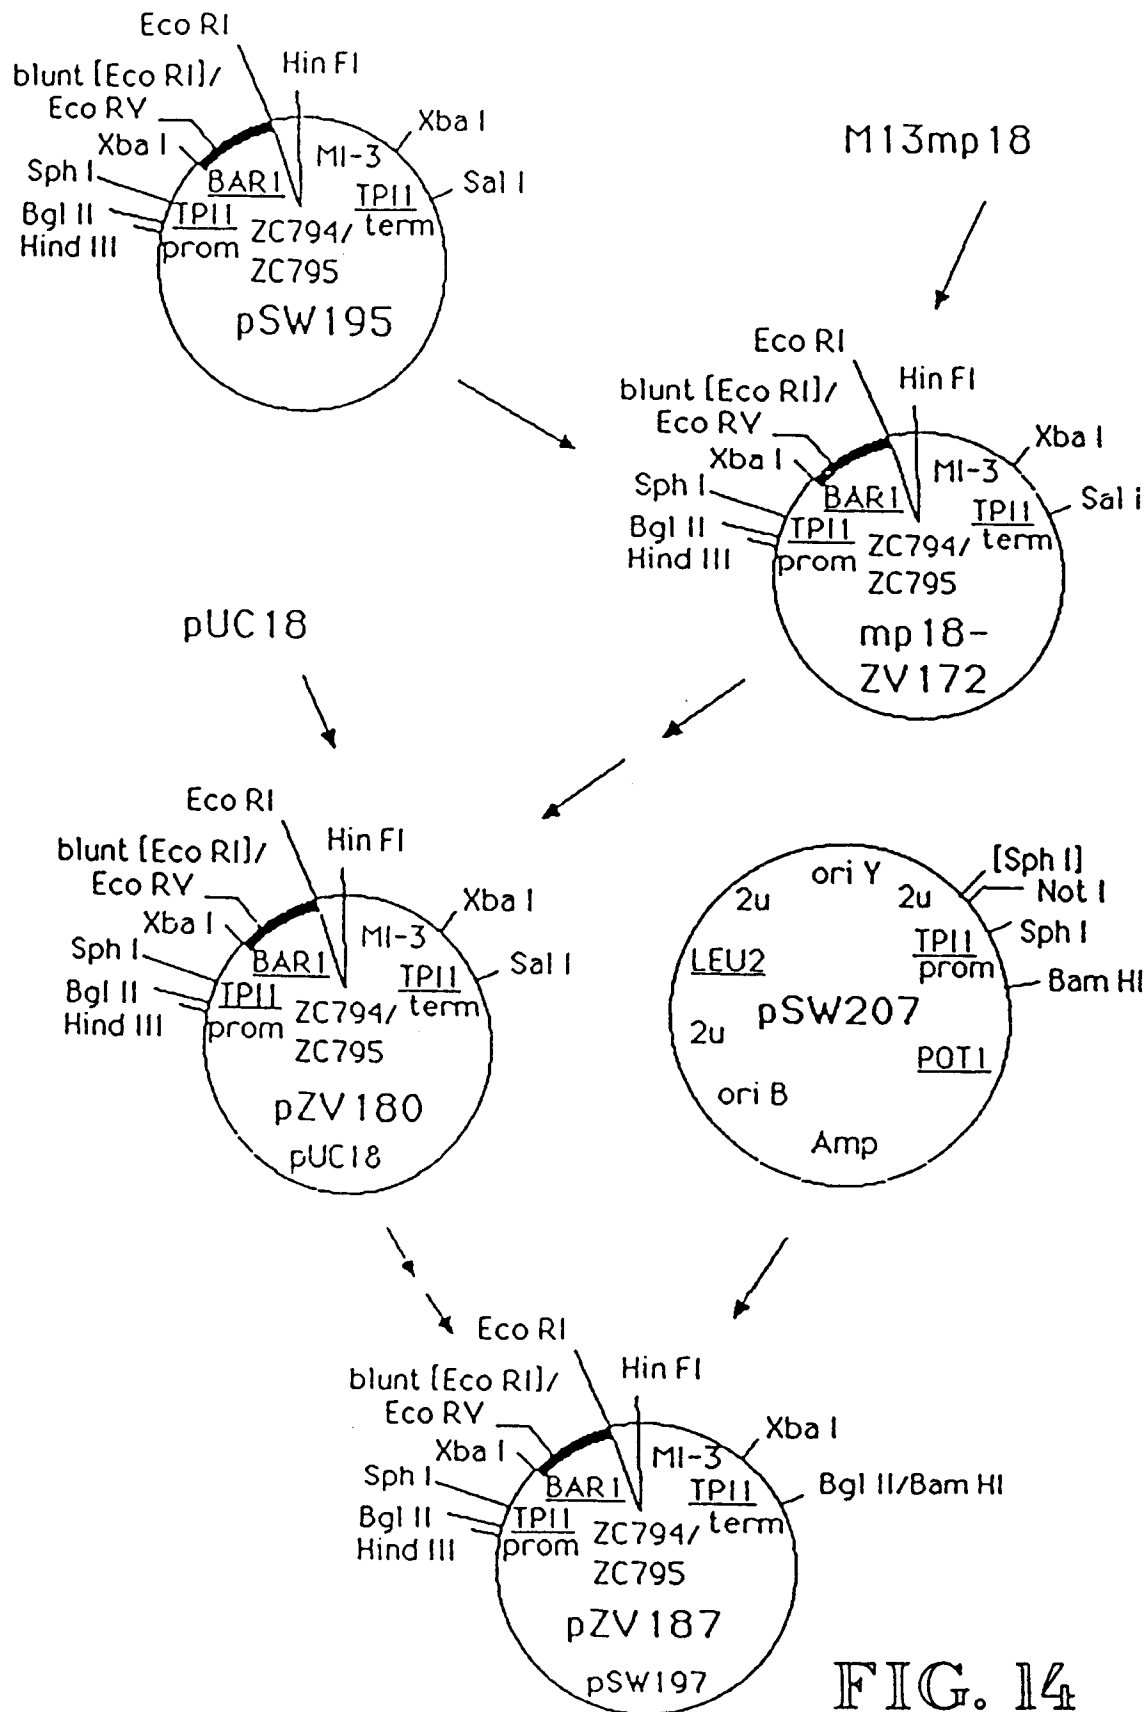 Eco RI
Hin FI
blunt [Eco RI]/
Eco RV
Xba I
Xba I
Sph I
MI-3
Sal I
BAR1
Bgl II
TPI1
prom
TPI1
term
Hind III
ZC794/
ZC795
pSW195
M13mp18
Eco RI
Hin FI
blunt [Eco RI]/
Eco RV
Xba I
Xba I
Sph I
MI-3
Sal i
BAR1
Bgl II
TPI1
prom
TPI1
term
Hind III
ZC794/
ZC795
mp18-
ZV172
pUC18
Eco RI
Hin FI
blunt [Eco RI]/
Eco RV
Xba I
Xba I
Sph I
MI-3
Sal I
BAR1
Bgl II
TPI1
prom
TPI1
term
Hind III
ZC794/
ZC795
pZV180
pUC18
ori Y
[Sph I]
Not I
2u
2u
Sph I
LEU2
TPI1
prom
Bam HI
pSW207
2u
POT1
ori B
Amp
Eco RI
Hin FI
blunt [Eco RI]/
Eco RV
Xba I
Xba I
Sph I
MI-3
Bgl II/Bam HI
BAR1
Bgl II
TPI1
prom
TPI1
term
Hind III
ZC794/
ZC795
pZV187
pSW197
FIG. 14